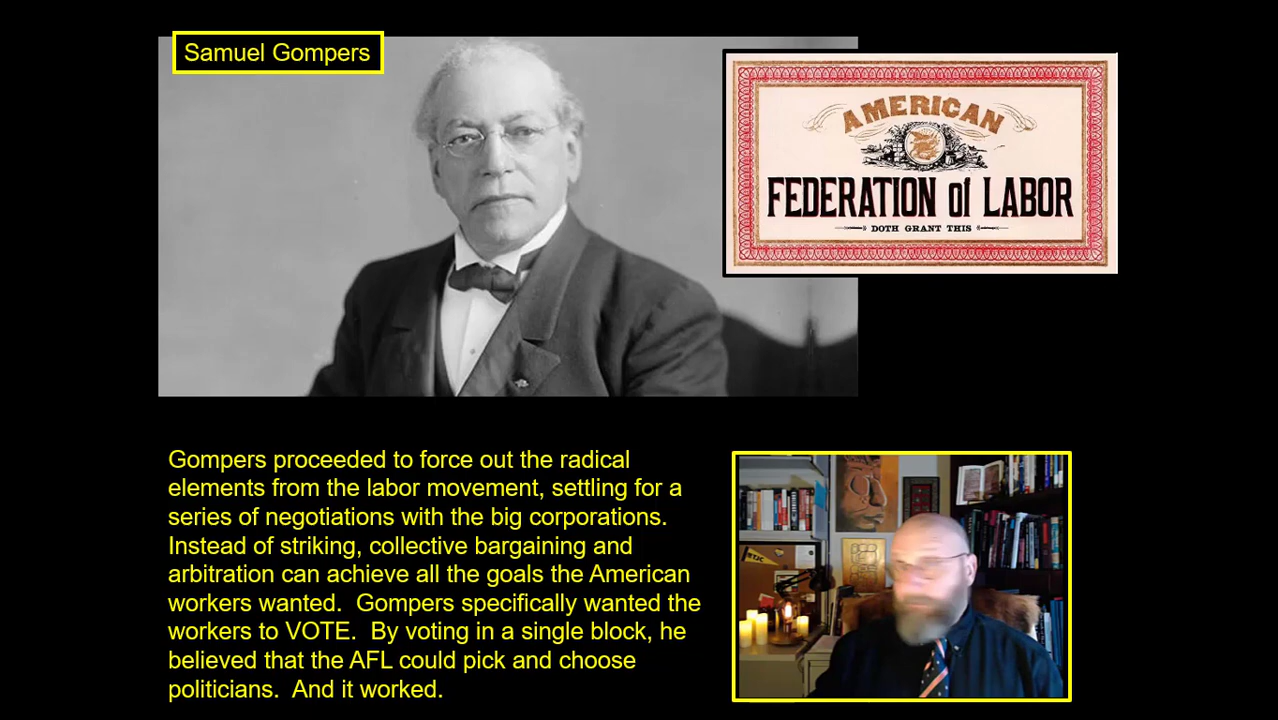 Samuel Gompers
AMERICAN
FEDERATION of LABOR
DOTH GRANT THIS
Gompers proceeded to force out the radical
elements from the labor movement, settling for a
series of negotiations with the big corporations.
Instead of striking, collective bargaining and
arbitration can achieve all the goals the American
workers wanted.  Gompers specifically wanted the
workers to VOTE.  By voting in a single block, he
believed that the AFL could pick and choose
politicians.  And it worked.